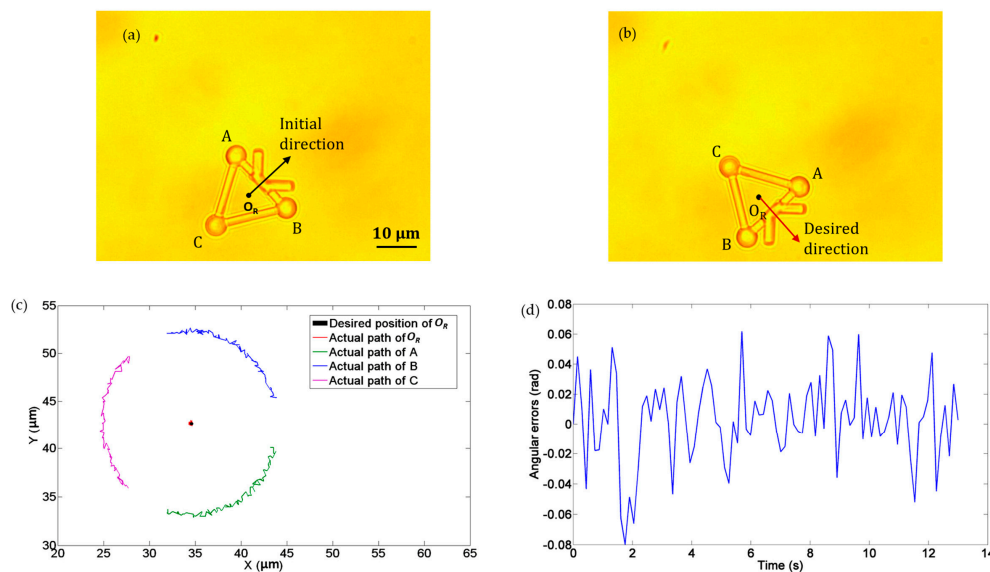 (a)
A
Initial
direction
O_R
B
C
10 μm
(b)
C
A
O_R
B
Desired
direction
(c)
55
50
45
40
35
30
Y (μm)
20
25
30
35
40
45
50
55
60
65
X (μm)
Desired position of O_R
Actual path of O_R
Actual path of A
Actual path of B
Actual path of C
(d)
0.08
0.06
0.04
0.02
0
-0.02
-0.04
-0.06
-0.08
Angular errors (rad)
0
2
4
6
8
10
12
14
Time (s)